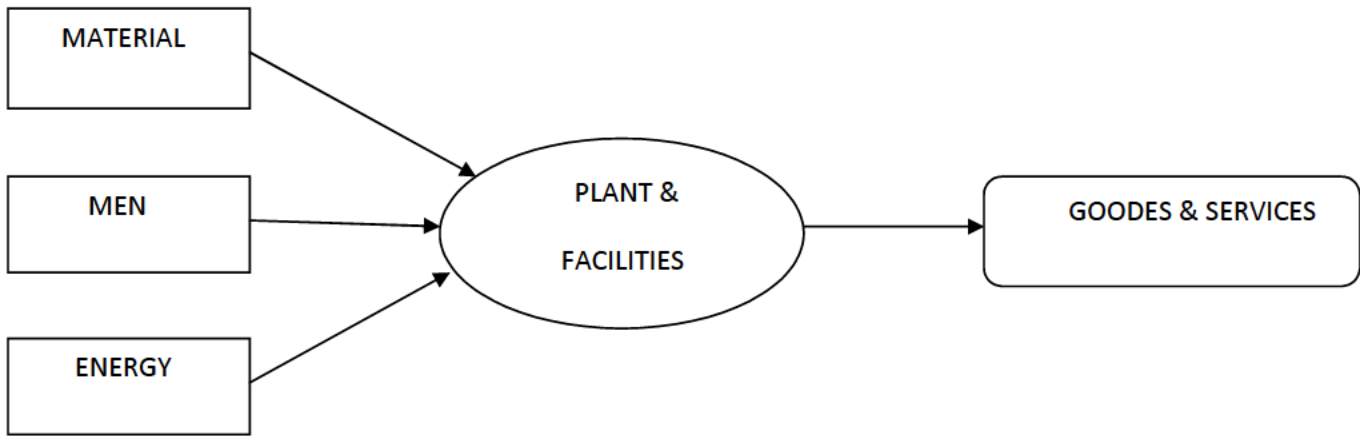 MATERIAL
MEN
ENERGY
PLANT &
FACILITIES
GOODES & SERVICES